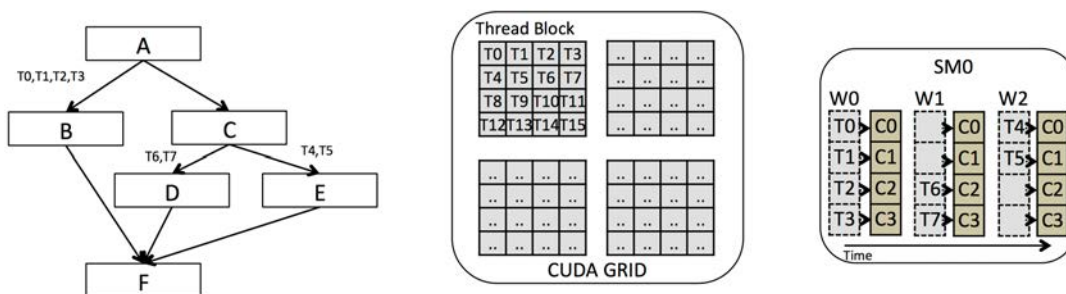 A
T0,T1,T2,T3
B
C
T6,T7
T4,T5
D
E
F
Thread Block
T0 T1 T2 T3
T4 T5 T6 T7
T8 T9 T10 T11
T12 T13 T14 T15
.. .. .. ..
.. .. .. ..
.. .. .. ..
.. .. .. ..
.. .. .. ..
.. .. .. ..
.. .. .. ..
.. .. .. ..
.. .. .. ..
.. .. .. ..
.. .. .. ..
.. .. .. ..
CUDA GRID
SM0
W0 W1 W2
T0 C0 C0 T4 C0
T1 C1 C1 T5 C1
T2 C2 T6 C2 C2
T3 C3 T7 C3 C3
Time